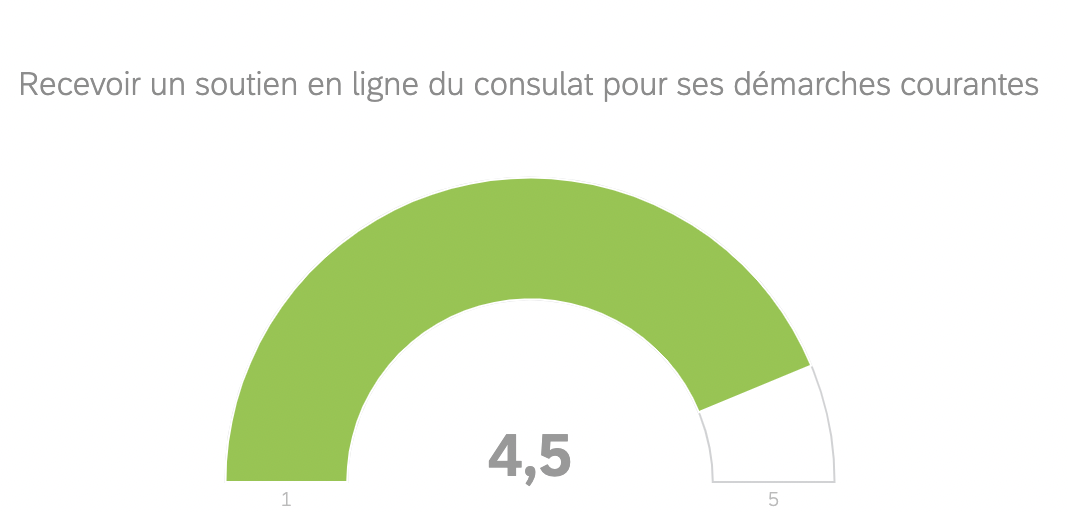 Recevoir un soutien en ligne du consulat pour ses démarches courantes
4,5
1
5